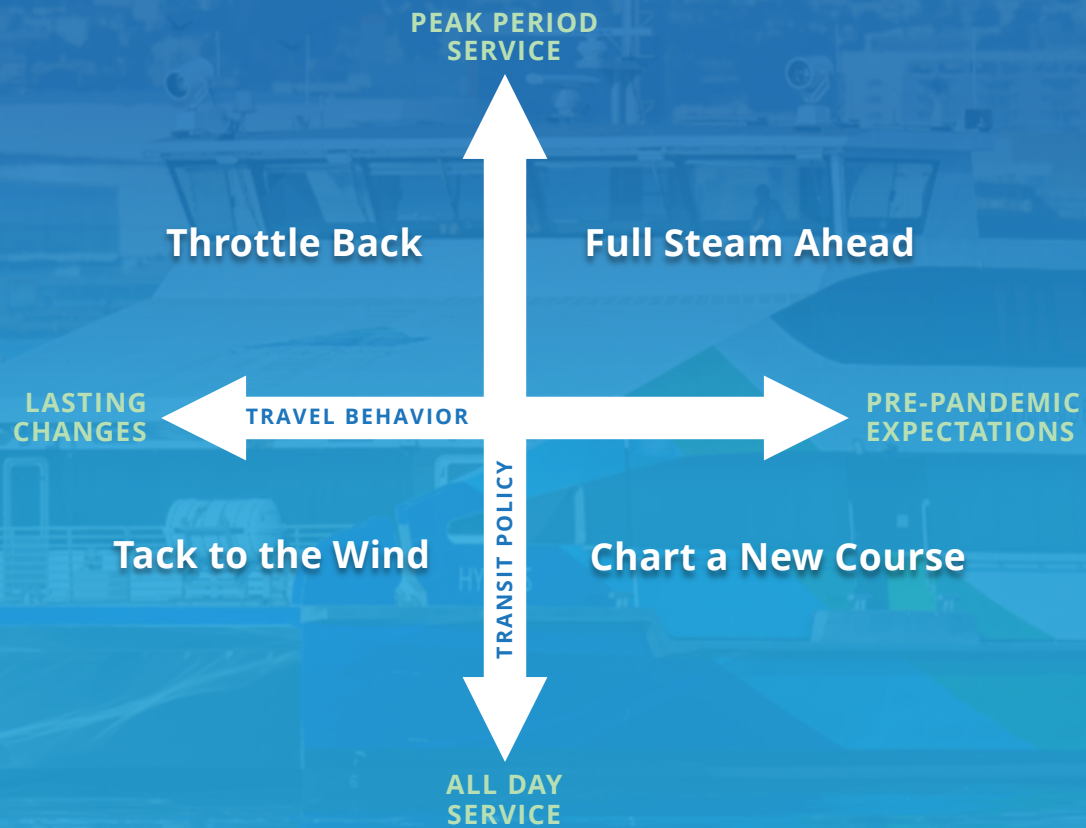 PEAK PERIOD
SERVICE
Throttle Back
Full Steam Ahead
LASTING
CHANGES
TRAVEL BEHAVIOR
PRE-PANDEMIC
EXPECTATIONS
TRANSIT POLICY
Tack to the Wind
Chart a New Course
ALL DAY
SERVICE